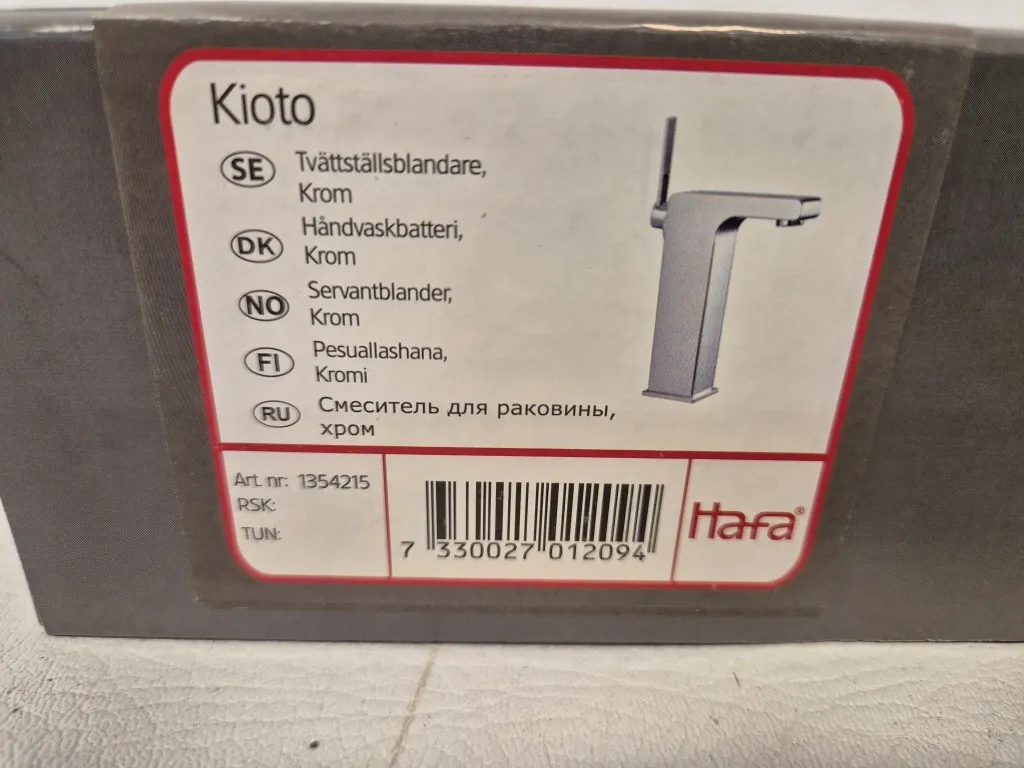 Kioto
SE Tvättställsblandare,
Krom
DK Håndvaskbatteri,
Krom
NO Servantblander,
Krom
FI Pesuallashana,
Kromi
RU Смеситель для раковины,
хром
Art. nr: 1354215
RSK:
TUN:
7 330027 012094
Hafa®